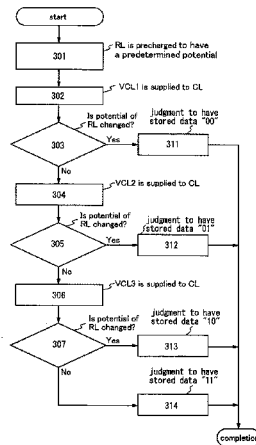 start
301
RL is precharged to have
a predetermined potential
302
VCL1 is supplied to CL
Is potential of
RL changed?
303
Yes
judgment to have
stored data "00"
311
No
304
VCL2 is supplied to CL
Is potential of
RL changed?
305
Yes
judgment to have
stored data "01"
312
No
306
VCL3 is supplied to CL
Is potential of
RL changed?
307
Yes
judgment to have
stored data "10"
313
No
judgment to have
stored data "11"
314
completion